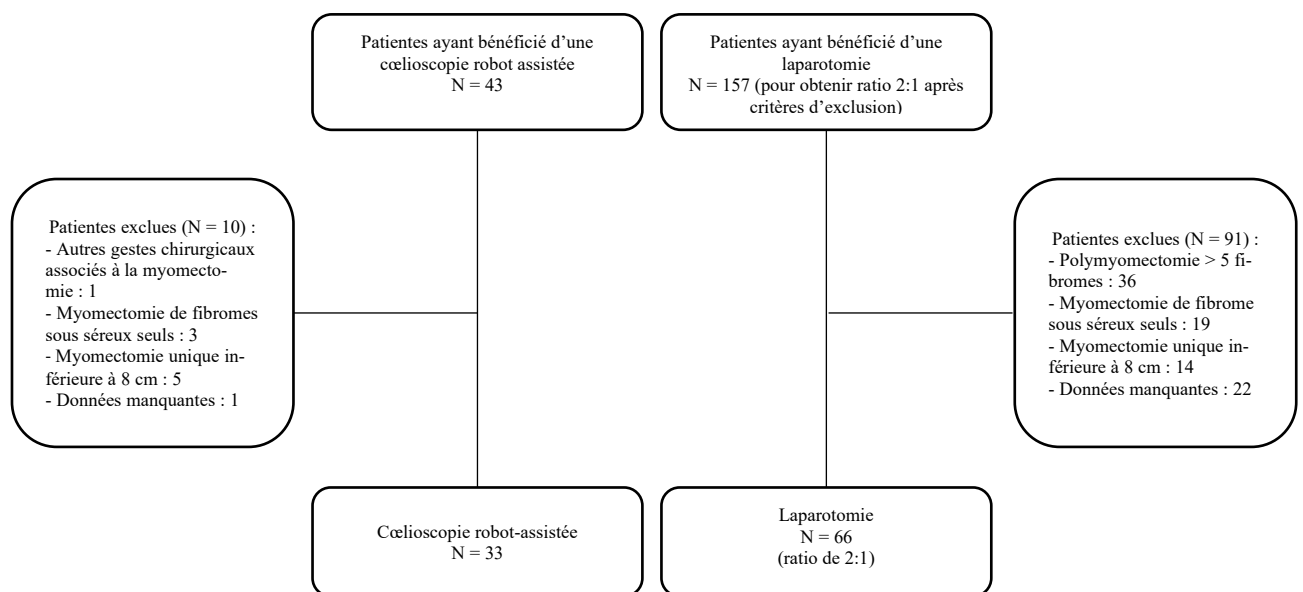 Patientes ayant bénéficié d’une
cœlioscopie robot assistée
N = 43
Patientes ayant bénéficié d’une
laparotomie
N = 157 (pour obtenir ratio 2:1 après
critères d’exclusion)
Patientes exclues (N = 10) :
- Autres gestes chirurgicaux
associés à la myomecto-
mie : 1
- Myomectomie de fibromes
sous séreux seuls : 3
- Myomectomie unique in-
férieure à 8 cm : 5
- Données manquantes : 1
Patientes exclues (N = 91) :
- Polymyomectomie > 5 fi-
bromes : 36
- Myomectomie de fibrome
sous séreux seuls : 19
- Myomectomie unique in-
férieure à 8 cm : 14
- Données manquantes : 22
Cœlioscopie robot-assistée
N = 33
Laparotomie
N = 66
(ratio de 2:1)